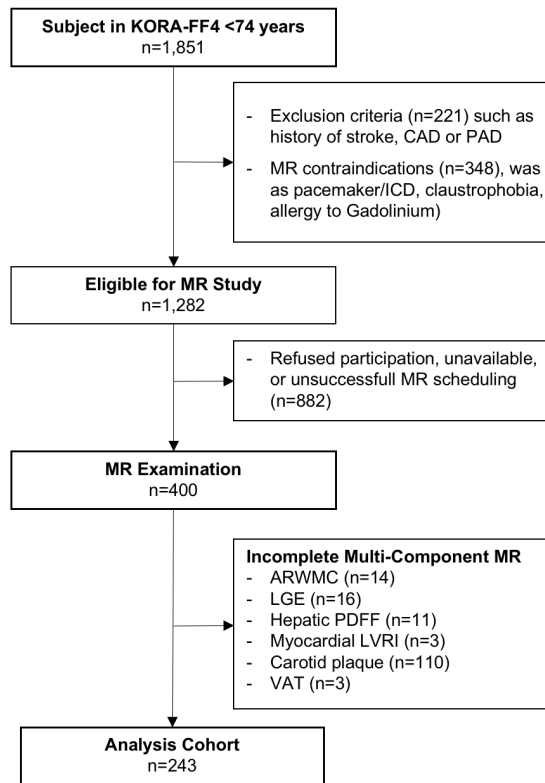 Subject in KORA-FF4 <74 years
n=1,851
- Exclusion criteria (n=221) such as
history of stroke, CAD or PAD
- MR contraindications (n=348), was
as pacemaker/ICD, claustrophobia,
allergy to Gadolinium)
Eligible for MR Study
n=1,282
- Refused participation, unavailable,
or unsuccessfull MR scheduling
(n=882)
MR Examination
n=400
Incomplete Multi-Component MR
- ARWMC (n=14)
- LGE (n=16)
- Hepatic PDFF (n=11)
- Myocardial LVRI (n=3)
- Carotid plaque (n=110)
- VAT (n=3)
Analysis Cohort
n=243